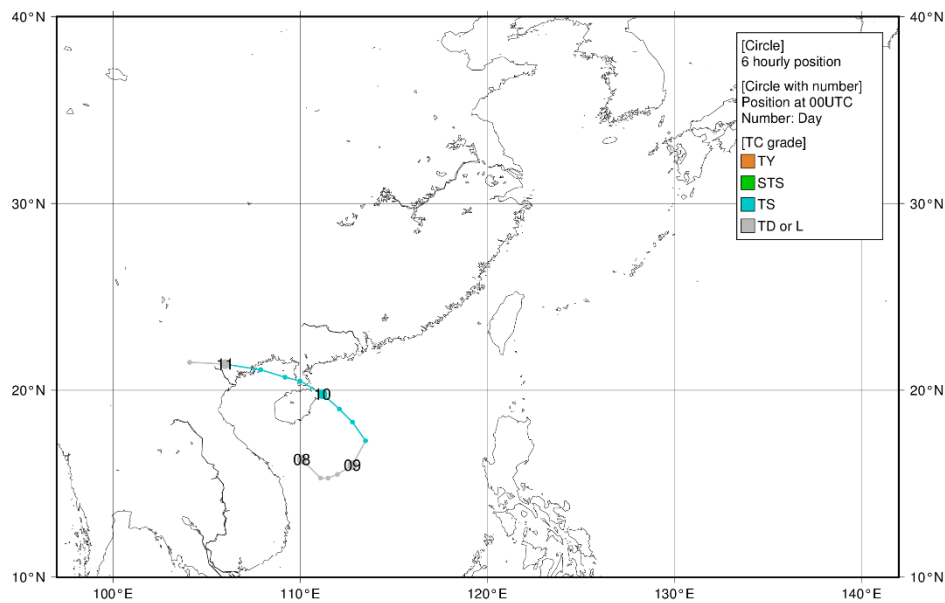 40°N
40°N
[Circle]
6 hourly position
[Circle with number]
Position at 00UTC
Number: Day
[TC grade]
TY
STS
TS
TD or L
30°N
30°N
11
20°N
10
20°N
08
09
10°N
10°N
100°E
110°E
120°E
130°E
140°E